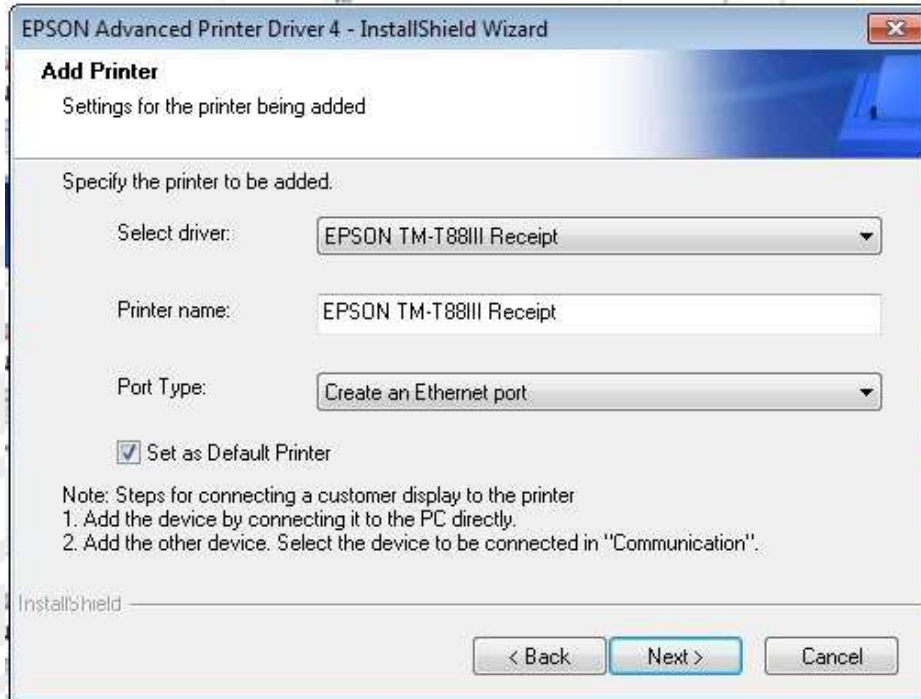 EPSON Advanced Printer Driver 4 - InstallShield Wizard
Add Printer
Settings for the printer being added
Specify the printer to be added.
Select driver: EPSON TM-T88III Receipt
Printer name: EPSON TM-T88III Receipt
Port Type: Create an Ethernet port
Set as Default Printer
Note: Steps for connecting a customer display to the printer
1. Add the device by connecting it to the PC directly.
2. Add the other device. Select the device to be connected in "Communication".
InstallShield
< Back Next > Cancel